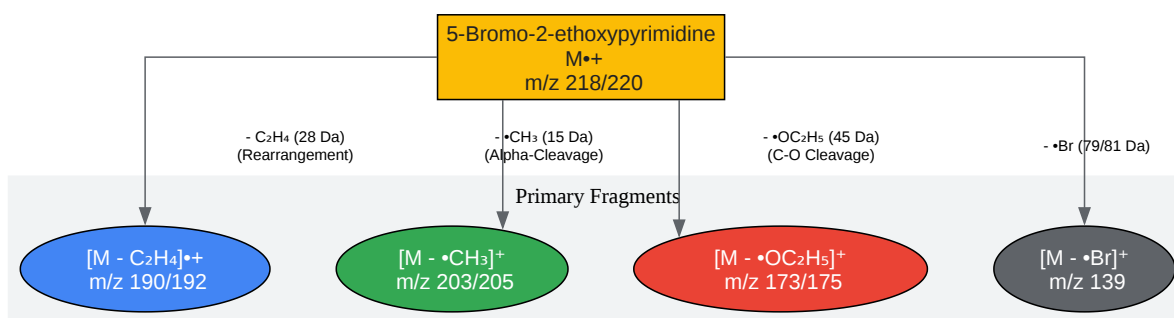 5-Bromo-2-ethoxypyrimidine
M•+
m/z 218/220
- C₂H₄ (28 Da)
(Rearrangement)
- •CH₃ (15 Da)
(Alpha-Cleavage)
- •OC₂H₅ (45 Da)
(C-O Cleavage)
- •Br (79/81 Da)
Primary Fragments
[M - C₂H₄]•+
m/z 190/192
[M - •CH₃]⁺
m/z 203/205
[M - •OC₂H₅]⁺
m/z 173/175
[M - •Br]⁺
m/z 139